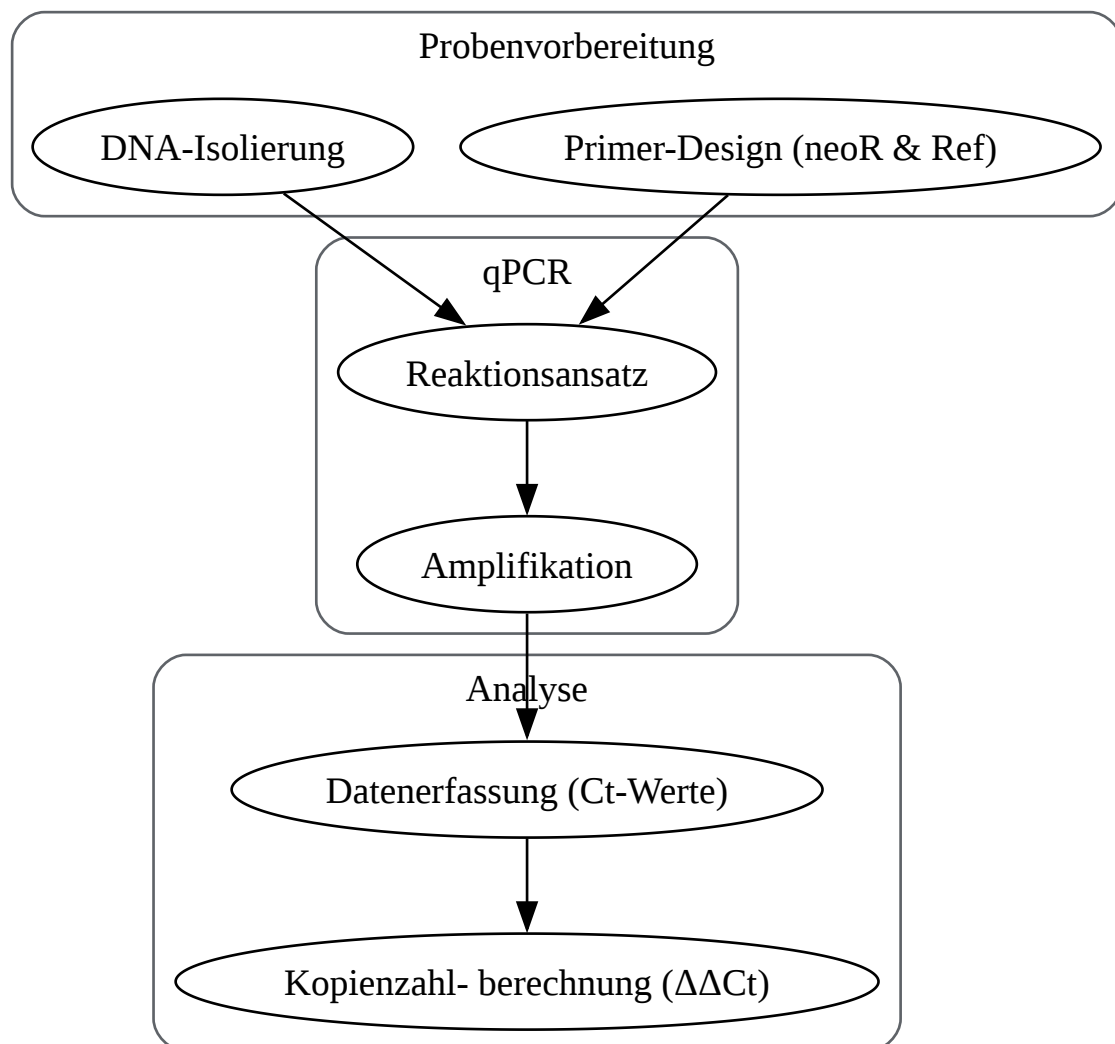 Probenvorbereitung
DNA-Isolierung
Primer-Design (neoR & Ref)
qPCR
Reaktionsansatz
Amplifikation
Analyse
Datenerfassung (Ct-Werte)
Kopienzahl- berechnung (ΔΔCt)